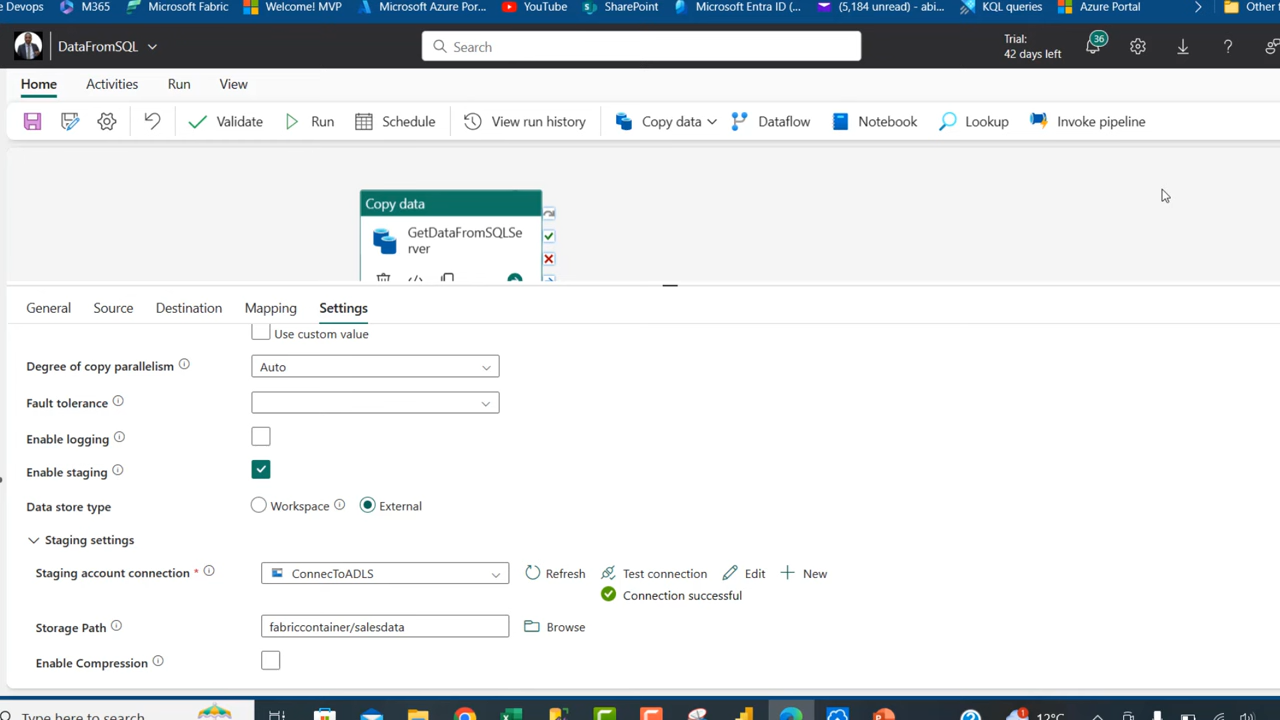 e Devops M365 Microsoft Fabric Welcome! MVP Microsoft Azure Por... YouTube SharePoint Microsoft Entra ID (... (5,184 unread) - abi... KQL queries Azure Portal Other f
DataFromSQL Search Trial: 42 days left 36
Home Activities Run View
Validate Run Schedule View run history Copy data Dataflow Notebook Lookup Invoke pipeline
Copy data
GetDataFromSQLSe
rver
General Source Destination Mapping Settings
Use custom value
Degree of copy parallelism Auto
Fault tolerance
Enable logging
Enable staging
Data store type Workspace External
Staging settings
Staging account connection * ConnecToADLS Refresh Test connection Edit New
Connection successful
Storage Path fabriccontainer/salesdata Browse
Enable Compression
Type here to search 12°C